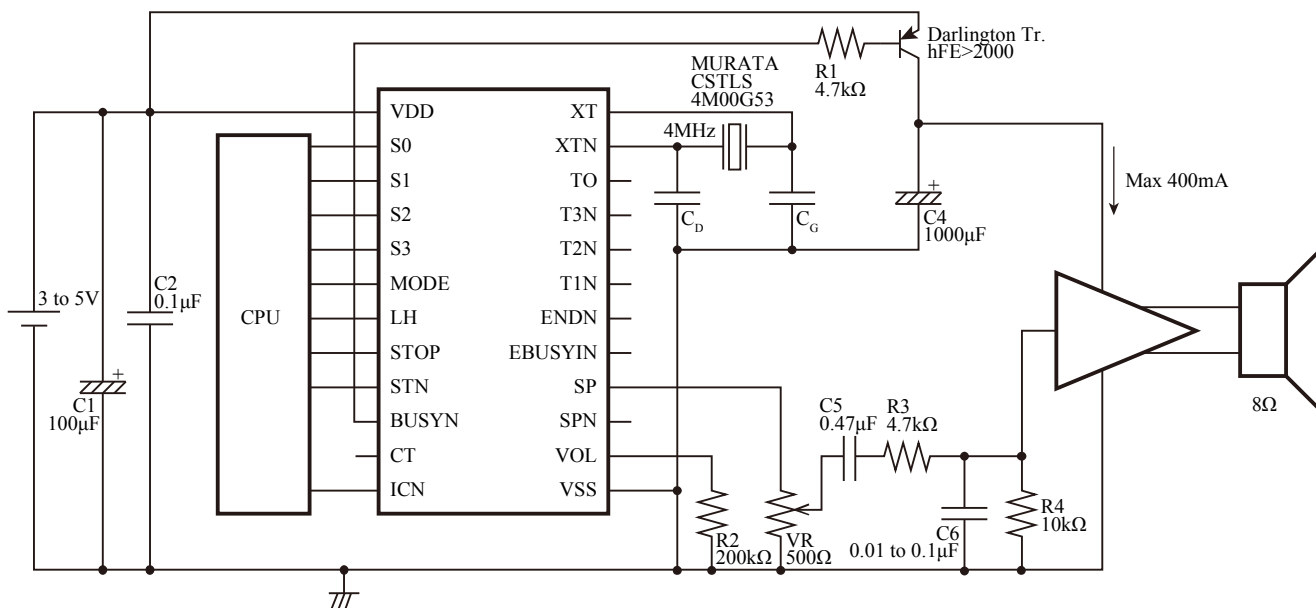 Darlington Tr.
hFE>2000
R1
4.7kΩ
MURATA
CSTLS
4M00G53
4MHz
VDD
S0
S1
S2
S3
MODE
LH
STOP
STN
BUSYN
CT
ICN
XT
XTN
TO
T3N
T2N
T1N
ENDN
EBUSYIN
SP
SPN
VOL
VSS
CPU
3 to 5V
C1
100μF
C2
0.1μF
CD
CG
+
C4
1000μF
Max 400mA
+
C5
0.47μF
R3
4.7kΩ
8Ω
R2
200kΩ
VR
500Ω
C6
0.01 to 0.1μF
R4
10kΩ